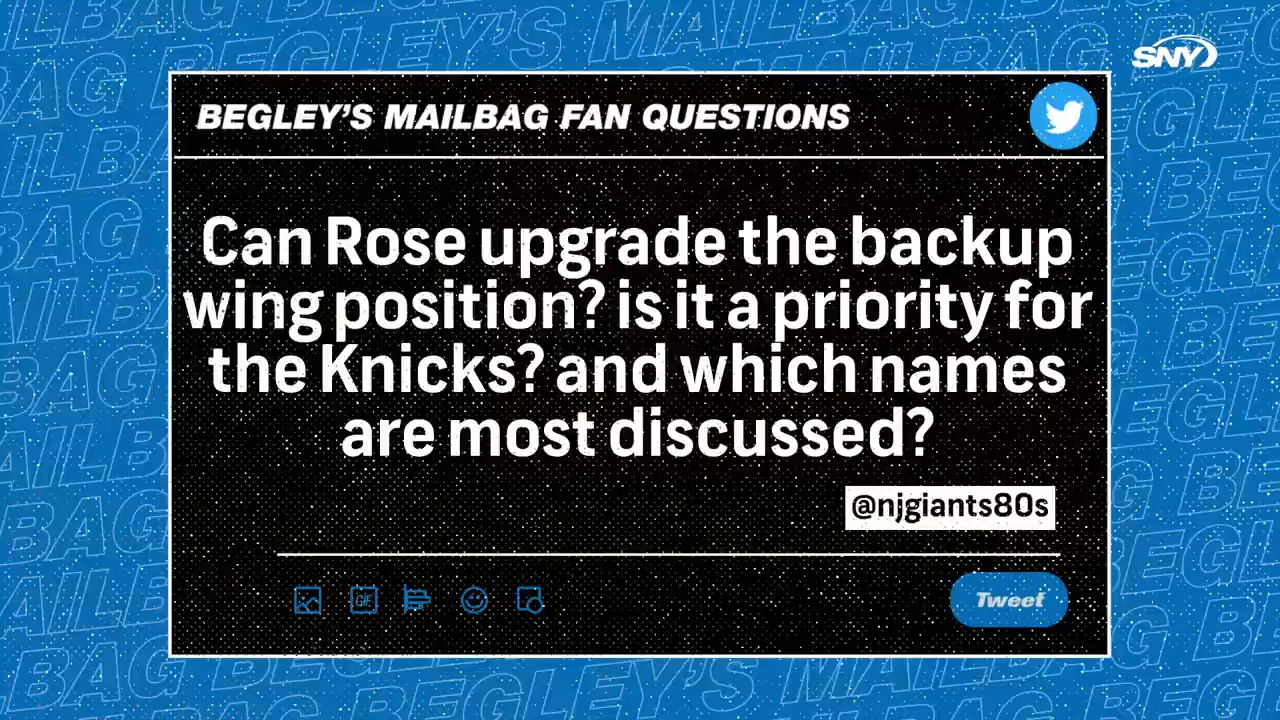 SNY
BEGLEY'S MAILBAG FAN QUESTIONS
Can Rose upgrade the backup
wing position? is it a priority for
the Knicks? and which names
are most discussed?
@njgiants80s
GIF
Tweet